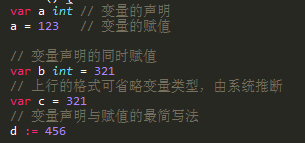 var a int // 变量的声明
a = 123   // 变量的赋值
// 变量声明的同时赋值
var b int = 321
// 上行的格式可省略变量类型，由系统推断
var c = 321
// 变量声明与赋值的最简写法
d := 456